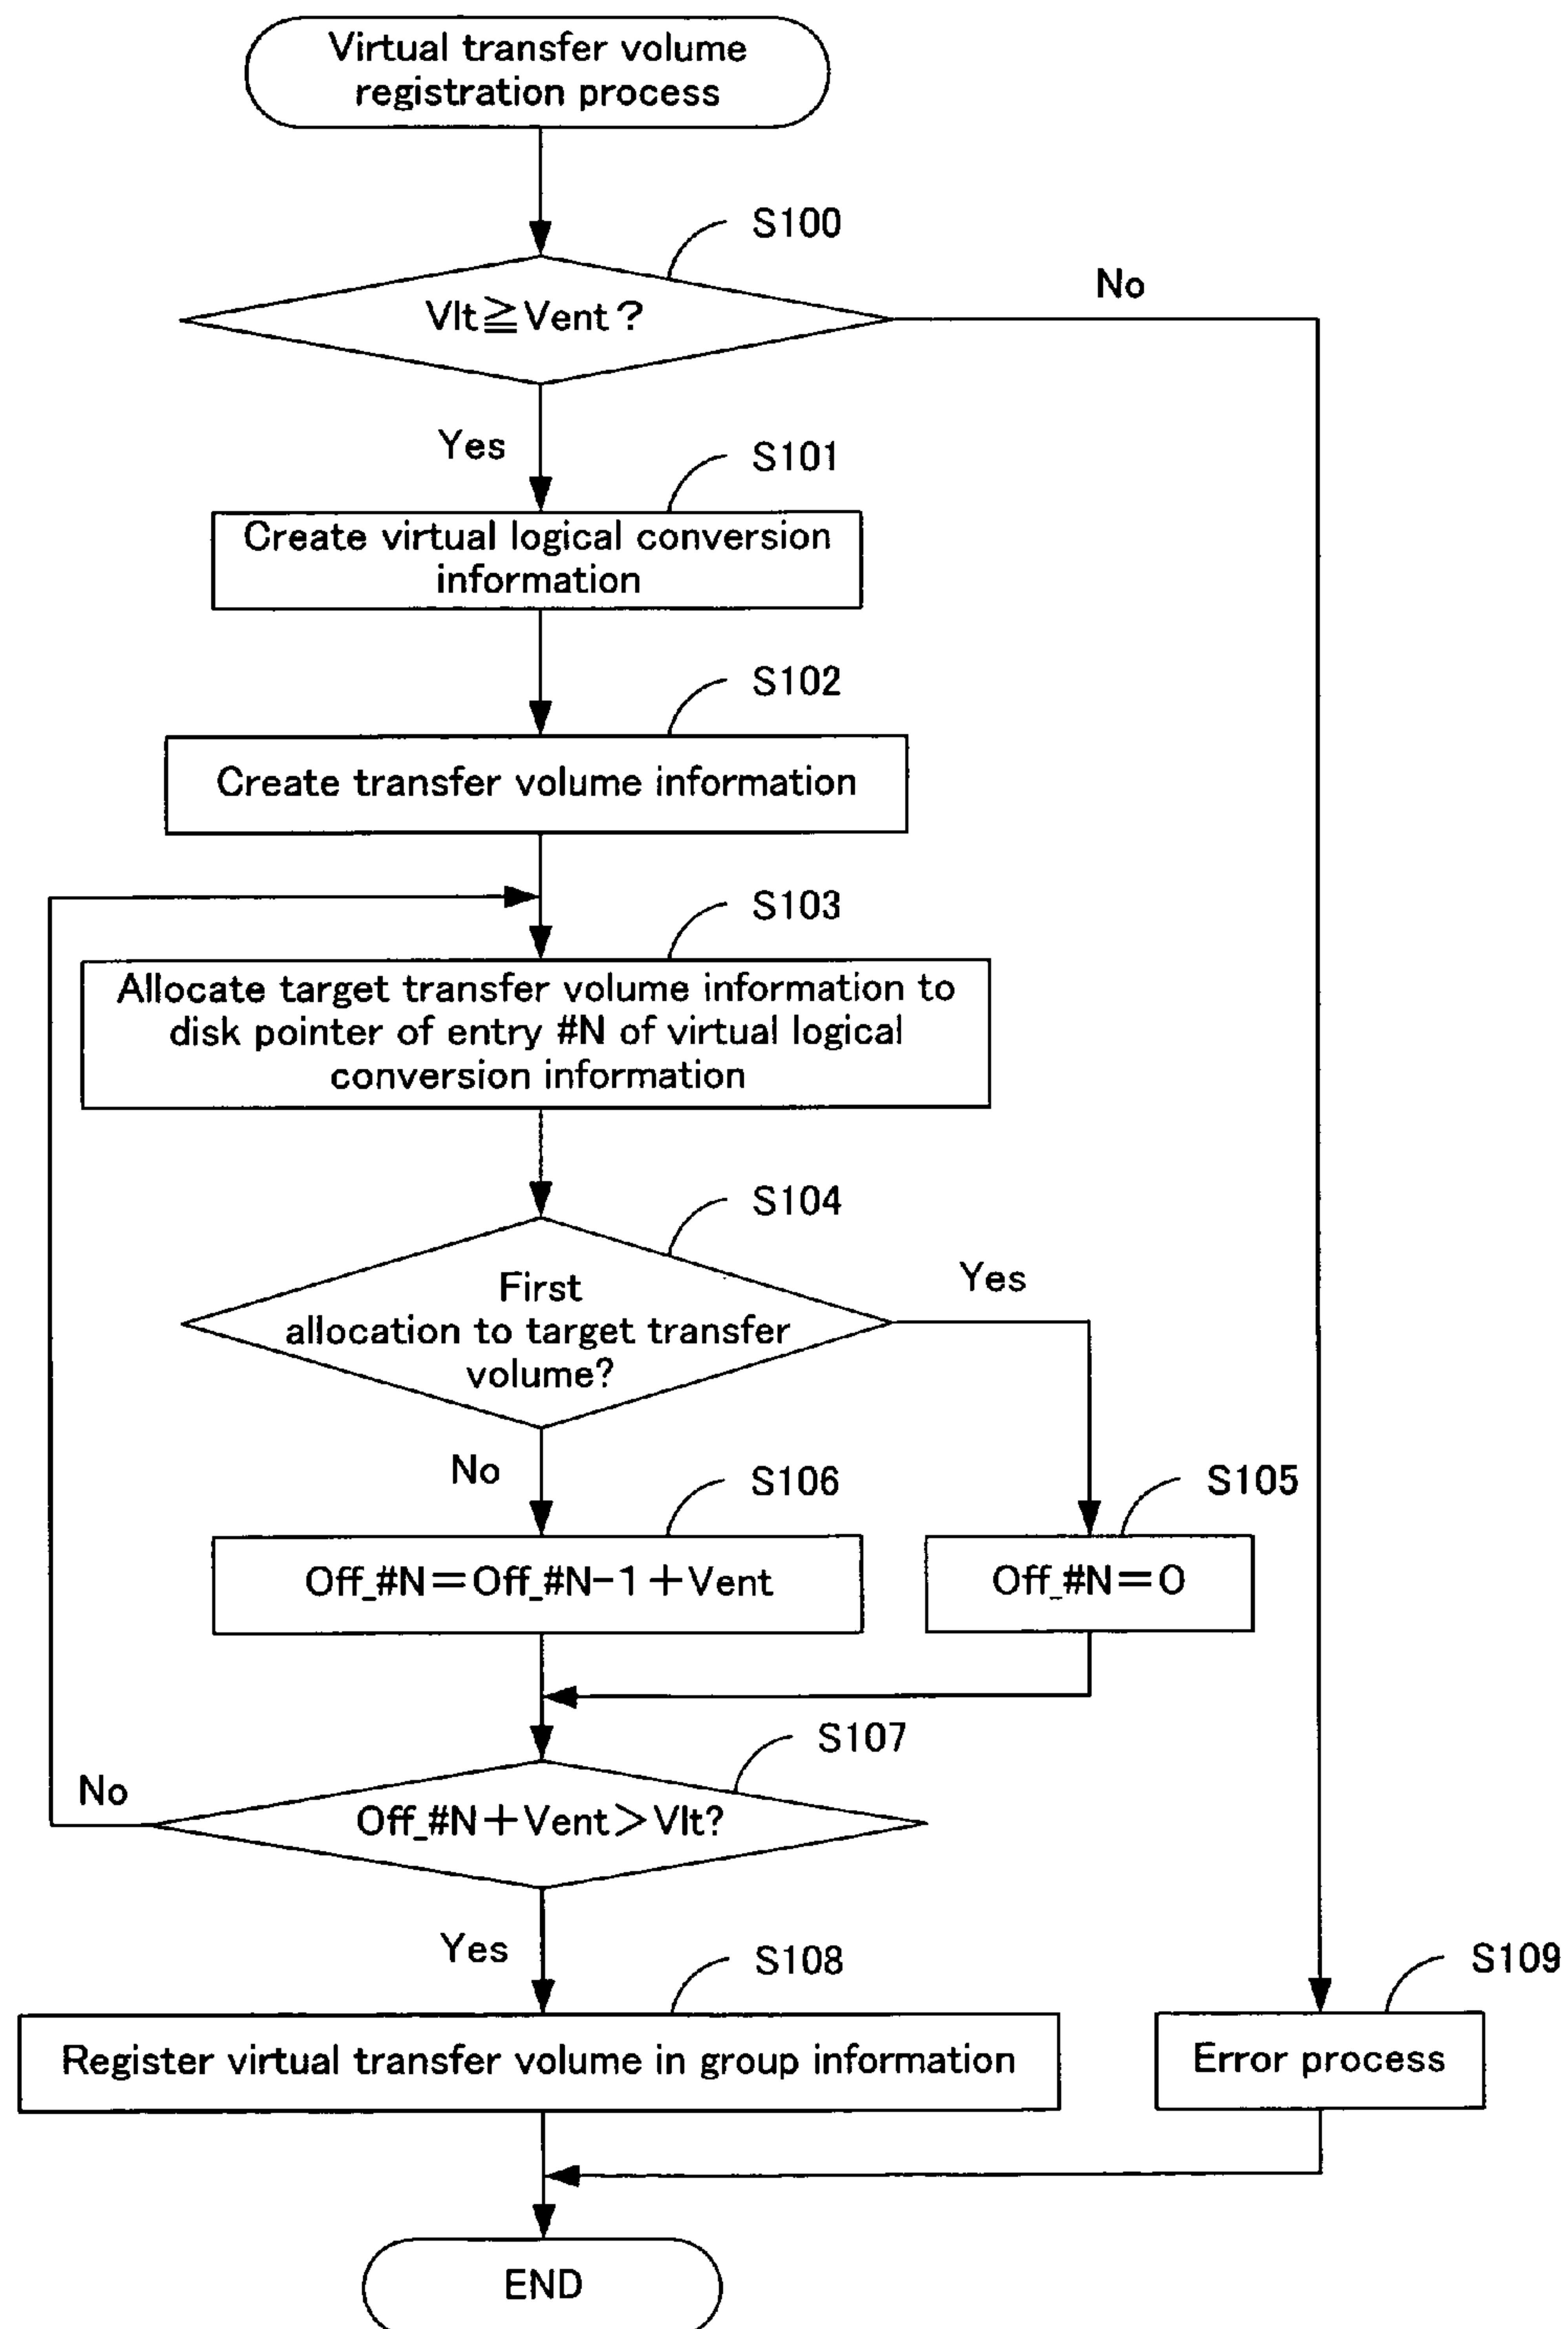 Virtual transfer volume
registration process
S100
Vlt≧Vent?
No
Yes
S101
Create virtual logical conversion
information
S102
Create transfer volume information
S103
Allocate target transfer volume information to
disk pointer of entry #N of virtual logical
conversion information
S104
First
allocation to target transfer
volume?
Yes
No
S106
Off_#N=Off_#N-1+Vent
S105
Off_#N=0
S107
No
Off_#N+Vent>Vlt?
Yes
S108
Register virtual transfer volume in group information
S109
Error process
END